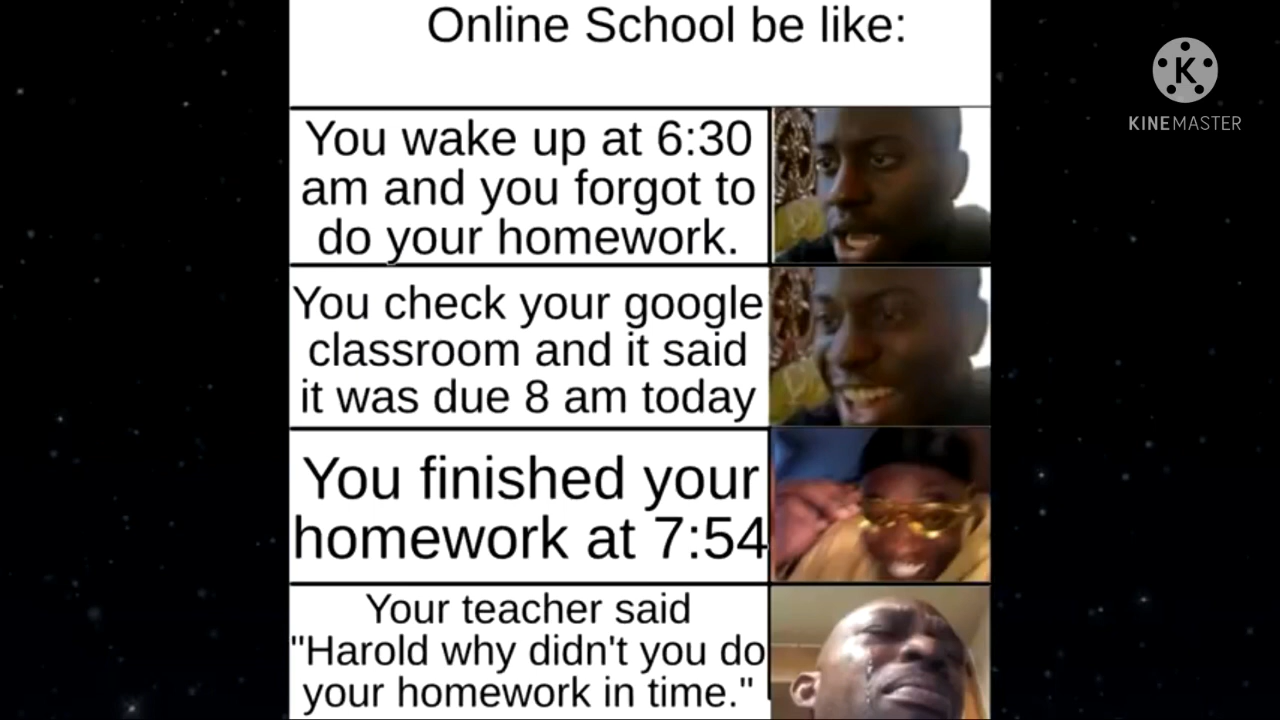 Online School be like:
K
KINEMASTER
You wake up at 6:30
am and you forgot to
do your homework.
You check your google
classroom and it said
it was due 8 am today
You finished your
homework at 7:54
Your teacher said
"Harold why didn't you do
your homework in time."